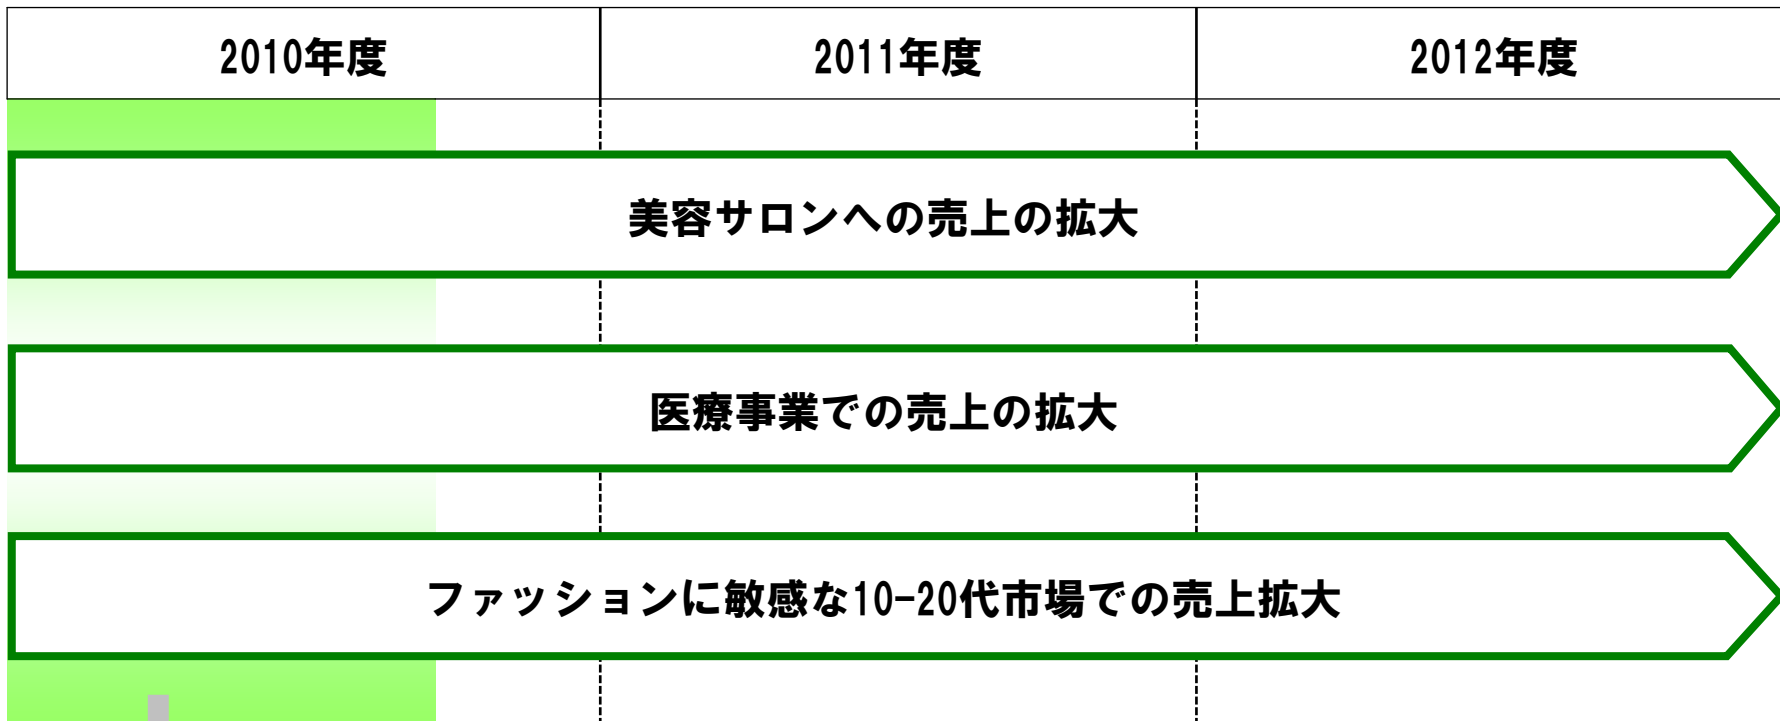 2010年度 2011年度 2012年度
美容サロンへの売上の拡大
医療事業での売上の拡大
ファッションに敏感な10-20代市場での売上拡大